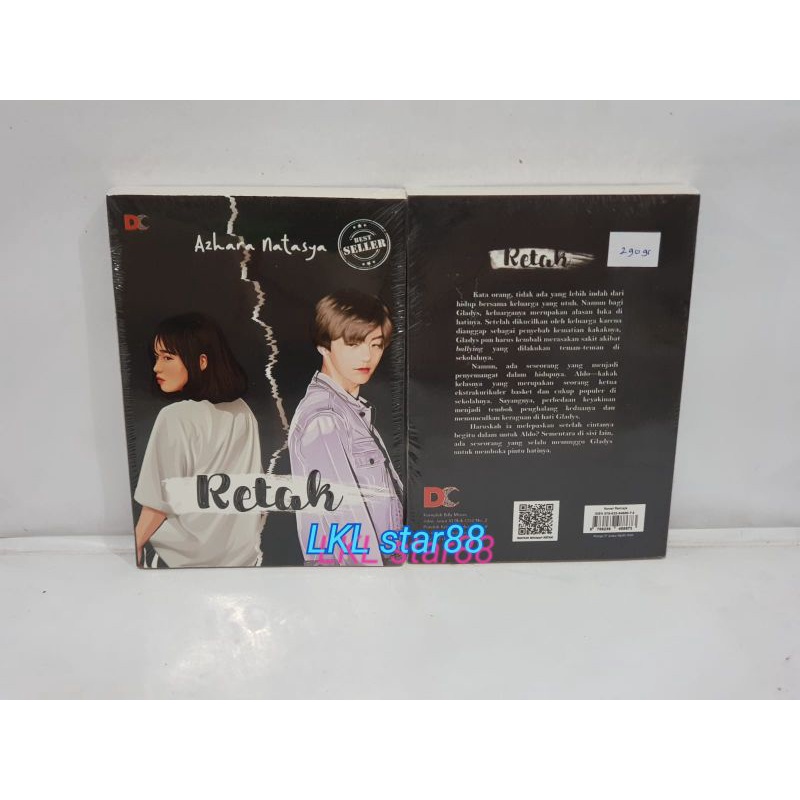 DC
Azhara Natasya
BEST
SELLER
Retak
Retak
290 gr
Kata orang, tidak ada yang lebih indah dari
hidup bersama keluarga yang utuh. Namun bagi
Gladys, keluarganya merupakan alasan luka di
hatinya. Setelah dikucilkan oleh keluarga karena
dianggap sebagai penyebab kematian kakaknya,
Gladys pun harus kembali merasakan sakit akibat
bullying yang dilakukan teman-teman di
sekolahnya.
Namun, ada seseorang yang menjadi
penyemangat dalam hidupnya. Aldo—kakak
kelasnya yang merupakan seorang ketua
ekstrakurikuler basket dan cukup populer di
sekolahnya. Sayangnya, perbedaan keyakinan
menjadi tembok penghalang keduanya dan
memunculkan keraguan di hati Gladys.
Haruskah ia melepaskan setelah cintanya
begitu dalam untuk Aldo? Sementara di sisi lain,
ada seseorang yang selalu menunggu Gladys
untuk membuka pintu hatinya.
DC
LKL star88
LKL star88